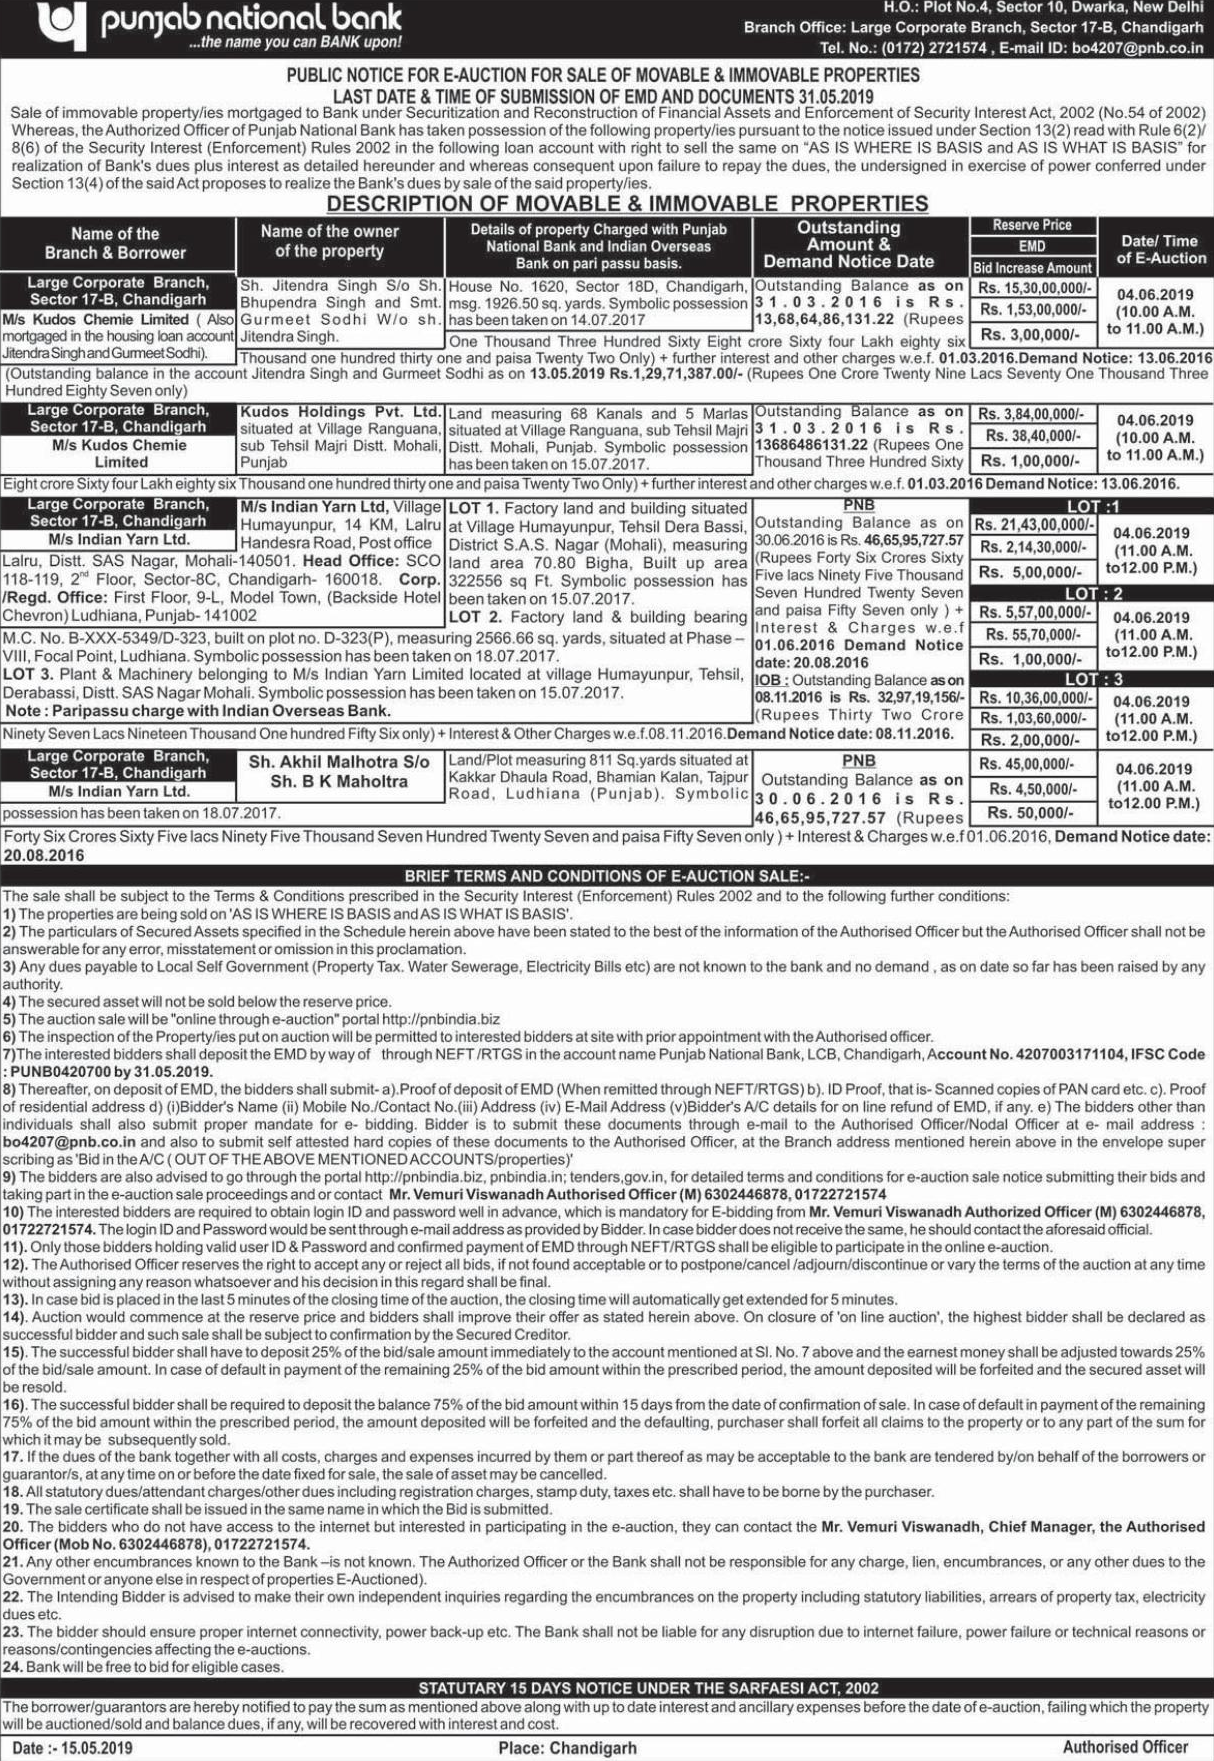 punjab national bank
...the name you can BANK upon!
H.O.: Plot No.4, Sector 10, Dwarka, New Delhi
Branch Office: Large Corporate Branch, Sector 17-B, Chandigarh
Tel. No.: (0172) 2721574 , E-mail ID: bo4207@pnb.co.in
PUBLIC NOTICE FOR E-AUCTION FOR SALE OF MOVABLE & IMMOVABLE PROPERTIES
LAST DATE & TIME OF SUBMISSION OF EMD AND DOCUMENTS 31.05.2019
Sale of immovable property/ies mortgaged to Bank under Securitization and Reconstruction of Financial Assets and Enforcement of Security Interest Act, 2002 (No.54 of 2002)
Whereas, the Authorized Officer of Punjab National Bank has taken possession of the following property/ies pursuant to the notice issued under Section 13(2) read with Rule 6(2)/
8(6) of the Security Interest (Enforcement) Rules 2002 in the following loan account with right to sell the same on "AS IS WHERE IS BASIS and AS IS WHAT IS BASIS" for
realization of Bank's dues plus interest as detailed hereunder and whereas consequent upon failure to repay the dues, the undersigned in exercise of power conferred under
Section 13(4) of the said Act proposes to realize the Bank's dues by sale of the said property/ies.
DESCRIPTION OF MOVABLE & IMMOVABLE PROPERTIES
Name of the
Branch & Borrower
Name of the owner
of the property
Details of property Charged with Punjab
National Bank and Indian Overseas
Bank on pari passu basis.
Outstanding
Amount &
Demand Notice Date
Reserve Price
EMD
Bid Increase Amount
Date/ Time
of E-Auction
Large Corporate Branch,
Sector 17-B, Chandigarh
M/s Kudos Chemie Limited ( Also
mortgaged in the housing loan account
Jitendra Singh and Gurmeet Sodhi).
Sh. Jitendra Singh S/o Sh.
Bhupendra Singh and Smt.
Gurmeet Sodhi W/o sh.
Jitendra Singh.
House No. 1620, Sector 18D, Chandigarh,
msg. 1926.50 sq. yards. Symbolic possession
has been taken on 14.07.2017
Outstanding Balance as on
31.03.2016 is Rs.
13,68,64,86,131.22 (Rupees
One Thousand Three Hundred Sixty Eight crore Sixty four Lakh eighty six
Rs. 15,30,00,000/-
Rs. 1,53,00,000/-
Rs. 3,00,000/-
04.06.2019
(10.00 A.M.
to 11.00 A.M.)
Thousand one hundred thirty one and paisa Twenty Two Only) + further interest and other charges w.e.f. 01.03.2016.Demand Notice: 13.06.2016
(Outstanding balance in the account Jitendra Singh and Gurmeet Sodhi as on 13.05.2019 Rs.1,29,71,387.00/- (Rupees One Crore Twenty Nine Lacs Seventy One Thousand Three
Hundred Eighty Seven only)
Large Corporate Branch,
Sector 17-B, Chandigarh
M/s Kudos Chemie
Limited
Kudos Holdings Pvt. Ltd.
situated at Village Ranguana,
sub Tehsil Majri Distt. Mohali,
Punjab
Land measuring 68 Kanals and 5 Marlas
situated at Village Ranguana, sub Tehsil Majri
Distt. Mohali, Punjab. Symbolic possession
has been taken on 15.07.2017.
Outstanding Balance as on
31.03.2016 is Rs.
13686486131.22 (Rupees One
Thousand Three Hundred Sixty
Rs. 3,84,00,000/-
Rs. 38,40,000/-
Rs. 1,00,000/-
04.06.2019
(10.00 A.M.
to 11.00 A.M.)
Eight crore Sixty four Lakh eighty six Thousand one hundred thirty one and paisa Twenty Two Only) + further interest and other charges w.e.f. 01.03.2016 Demand Notice: 13.06.2016.
Large Corporate Branch,
Sector 17-B, Chandigarh
M/s Indian Yarn Ltd.
M/s Indian Yarn Ltd, Village
Humayunpur, 14 KM, Lalru
Handesra Road, Post office
Lalru, Distt. SAS Nagar, Mohali-140501. Head Office: SCO
118-119, 2nd Floor, Sector-8C, Chandigarh- 160018. Corp.
/Regd. Office: First Floor, 9-L, Model Town, (Backside Hotel
Chevron) Ludhiana, Punjab- 141002
LOT 1. Factory land and building situated
at Village Humayunpur, Tehsil Dera Bassi,
District S.A.S. Nagar (Mohali), measuring
land area 70.80 Bigha, Built up area
322556 sq Ft. Symbolic possession has
been taken on 15.07.2017.
LOT 2. Factory land & building bearing
M.C. No. B-XXX-5349/D-323, built on plot no. D-323(P), measuring 2566.66 sq. yards, situated at Phase –
VIII, Focal Point, Ludhiana. Symbolic possession has been taken on 18.07.2017.
LOT 3. Plant & Machinery belonging to M/s Indian Yarn Limited located at village Humayunpur, Tehsil,
Derabassi, Distt. SAS Nagar Mohali. Symbolic possession has been taken on 15.07.2017.
Note : Paripassu charge with Indian Overseas Bank.
PNB
Outstanding Balance as on
30.06.2016 is Rs. 46,65,95,727.57
(Rupees Forty Six Crores Sixty
Five lacs Ninety Five Thousand
Seven Hundred Twenty Seven
and paisa Fifty Seven only ) +
Interest & Charges w.e.f
01.06.2016 Demand Notice
date: 20.08.2016
IOB : Outstanding Balance as on
08.11.2016 is Rs. 32,97,19,156/-
(Rupees Thirty Two Crore
LOT :1
Rs. 21,43,00,000/-
Rs. 2,14,30,000/-
Rs. 5,00,000/-
04.06.2019
(11.00 A.M.
to12.00 P.M.)
LOT : 2
Rs. 5,57,00,000/-
Rs. 55,70,000/-
Rs. 1,00,000/-
04.06.2019
(11.00 A.M.
to12.00 P.M.)
LOT : 3
Rs. 10,36,00,000/-
Rs. 1,03,60,000/-
Rs. 2,00,000/-
04.06.2019
(11.00 A.M.
to12.00 P.M.)
Ninety Seven Lacs Nineteen Thousand One hundred Fifty Six only) + Interest & Other Charges w.e.f.08.11.2016.Demand Notice date: 08.11.2016.
Large Corporate Branch,
Sector 17-B, Chandigarh
M/s Indian Yarn Ltd.
Sh. Akhil Malhotra S/o
Sh. B K Maholtra
Land/Plot measuring 811 Sq.yards situated at
Kakkar Dhaula Road, Bhamian Kalan, Tajpur
Road, Ludhiana (Punjab). Symbolic
possession has been taken on 18.07.2017.
PNB
Outstanding Balance as on
30.06.2016 is Rs.
46,65,95,727.57 (Rupees
Rs. 45,00,000/-
Rs. 4,50,000/-
Rs. 50,000/-
04.06.2019
(11.00 A.M.
to12.00 P.M.)
Forty Six Crores Sixty Five lacs Ninety Five Thousand Seven Hundred Twenty Seven and paisa Fifty Seven only ) + Interest & Charges w.e.f 01.06.2016, Demand Notice date:
20.08.2016
BRIEF TERMS AND CONDITIONS OF E-AUCTION SALE:-
The sale shall be subject to the Terms & Conditions prescribed in the Security Interest (Enforcement) Rules 2002 and to the following further conditions:
1) The properties are being sold on 'AS IS WHERE IS BASIS and AS IS WHAT IS BASIS'.
2) The particulars of Secured Assets specified in the Schedule herein above have been stated to the best of the information of the Authorised Officer but the Authorised Officer shall not be
answerable for any error, misstatement or omission in this proclamation.
3) Any dues payable to Local Self Government (Property Tax. Water Sewerage, Electricity Bills etc) are not known to the bank and no demand , as on date so far has been raised by any
authority.
4) The secured asset will not be sold below the reserve price.
5) The auction sale will be "online through e-auction" portal http://pnbindia.biz
6) The inspection of the Property/ies put on auction will be permitted to interested bidders at site with prior appointment with the Authorised officer.
7)The interested bidders shall deposit the EMD by way of through NEFT /RTGS in the account name Punjab National Bank, LCB, Chandigarh, Account No. 4207003171104, IFSC Code
: PUNB0420700 by 31.05.2019.
8) Thereafter, on deposit of EMD, the bidders shall submit- a).Proof of deposit of EMD (When remitted through NEFT/RTGS) b). ID Proof, that is- Scanned copies of PAN card etc. c). Proof
of residential address d) (i)Bidder's Name (ii) Mobile No./Contact No.(iii) Address (iv) E-Mail Address (v)Bidder's A/C details for on line refund of EMD, if any. e) The bidders other than
individuals shall also submit proper mandate for e- bidding. Bidder is to submit these documents through e-mail to the Authorised Officer/Nodal Officer at e- mail address :
bo4207@pnb.co.in and also to submit self attested hard copies of these documents to the Authorised Officer, at the Branch address mentioned herein above in the envelope super
scribing as 'Bid in the A/C ( OUT OF THE ABOVE MENTIONED ACCOUNTS/properties)'
9) The bidders are also advised to go through the portal http://pnbindia.biz, pnbindia.in; tenders,gov.in, for detailed terms and conditions for e-auction sale notice submitting their bids and
taking part in the e-auction sale proceedings and or contact Mr. Vemuri Viswanadh Authorised Officer (M) 6302446878, 01722721574
10) The interested bidders are required to obtain login ID and password well in advance, which is mandatory for E-bidding from Mr. Vemuri Viswanadh Authorized Officer (M) 6302446878,
01722721574. The login ID and Password would be sent through e-mail address as provided by Bidder. In case bidder does not receive the same, he should contact the aforesaid official.
11). Only those bidders holding valid user ID & Password and confirmed payment of EMD through NEFT/RTGS shall be eligible to participate in the online e-auction.
12). The Authorised Officer reserves the right to accept any or reject all bids, if not found acceptable or to postpone/cancel /adjourn/discontinue or vary the terms of the auction at any time
without assigning any reason whatsoever and his decision in this regard shall be final.
13). In case bid is placed in the last 5 minutes of the closing time of the auction, the closing time will automatically get extended for 5 minutes.
14). Auction would commence at the reserve price and bidders shall improve their offer as stated herein above. On closure of 'on line auction', the highest bidder shall be declared as
successful bidder and such sale shall be subject to confirmation by the Secured Creditor.
15). The successful bidder shall have to deposit 25% of the bid/sale amount immediately to the account mentioned at Sl. No. 7 above and the earnest money shall be adjusted towards 25%
of the bid/sale amount. In case of default in payment of the remaining 25% of the bid amount within the prescribed period, the amount deposited will be forfeited and the secured asset will
be resold.
16). The successful bidder shall be required to deposit the balance 75% of the bid amount within 15 days from the date of confirmation of sale. In case of default in payment of the remaining
75% of the bid amount within the prescribed period, the amount deposited will be forfeited and the defaulting, purchaser shall forfeit all claims to the property or to any part of the sum for
which it may be subsequently sold.
17. If the dues of the bank together with all costs, charges and expenses incurred by them or part thereof as may be acceptable to the bank are tendered by/on behalf of the borrowers or
guarantor/s, at any time on or before the date fixed for sale, the sale of asset may be cancelled.
18. All statutory dues/attendant charges/other dues including registration charges, stamp duty, taxes etc. shall have to be borne by the purchaser.
19. The sale certificate shall be issued in the same name in which the Bid is submitted.
20. The bidders who do not have access to the internet but interested in participating in the e-auction, they can contact the Mr. Vemuri Viswanadh, Chief Manager, the Authorised
Officer (Mob No. 6302446878), 01722721574.
21. Any other encumbrances known to the Bank –is not known. The Authorized Officer or the Bank shall not be responsible for any charge, lien, encumbrances, or any other dues to the
Government or anyone else in respect of properties E-Auctioned).
22. The Intending Bidder is advised to make their own independent inquiries regarding the encumbrances on the property including statutory liabilities, arrears of property tax, electricity
dues etc.
23. The bidder should ensure proper internet connectivity, power back-up etc. The Bank shall not be liable for any disruption due to internet failure, power failure or technical reasons or
reasons/contingencies affecting the e-auctions.
24. Bank will be free to bid for eligible cases.
STATUTARY 15 DAYS NOTICE UNDER THE SARFAESI ACT, 2002
The borrower/guarantors are hereby notified to pay the sum as mentioned above along with up to date interest and ancillary expenses before the date of e-auction, failing which the property
will be auctioned/sold and balance dues, if any, will be recovered with interest and cost.
Date :- 15.05.2019
Place: Chandigarh
Authorised Officer